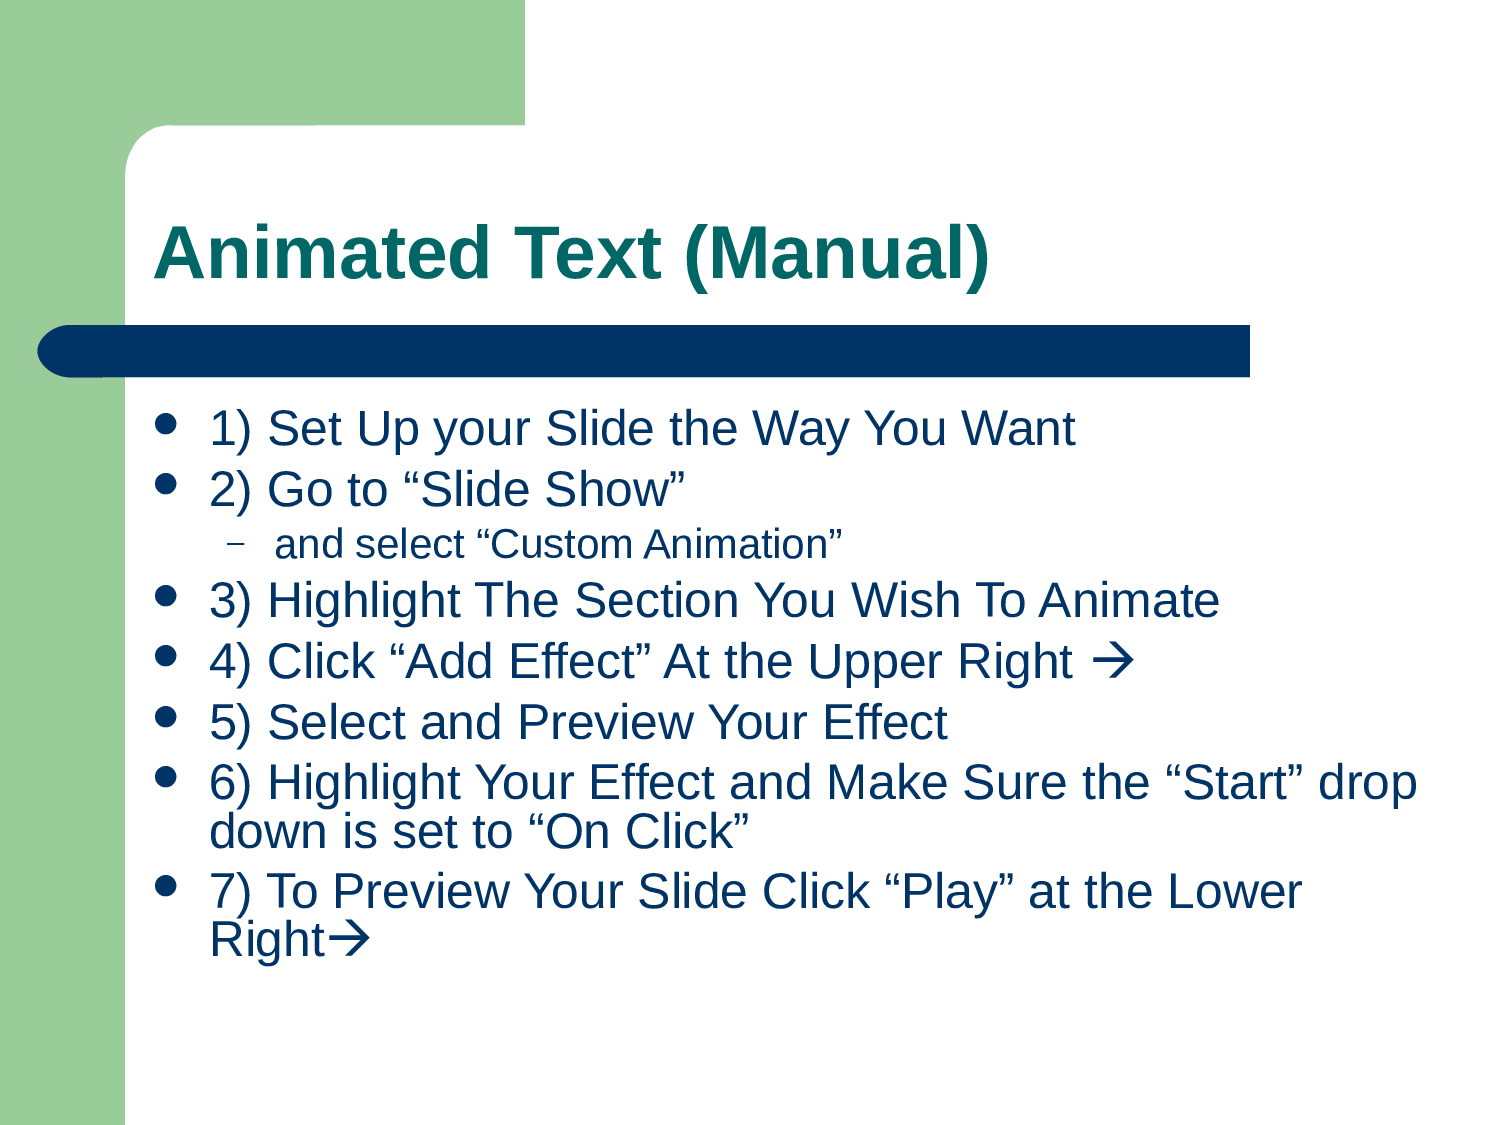 Animated Text (Manual)
● 1) Set Up your Slide the Way You Want
● 2) Go to “Slide Show”
– and select “Custom Animation”
● 3) Highlight The Section You Wish To Animate
● 4) Click “Add Effect” At the Upper Right →
● 5) Select and Preview Your Effect
● 6) Highlight Your Effect and Make Sure the “Start” drop
down is set to “On Click”
● 7) To Preview Your Slide Click “Play” at the Lower
Right→